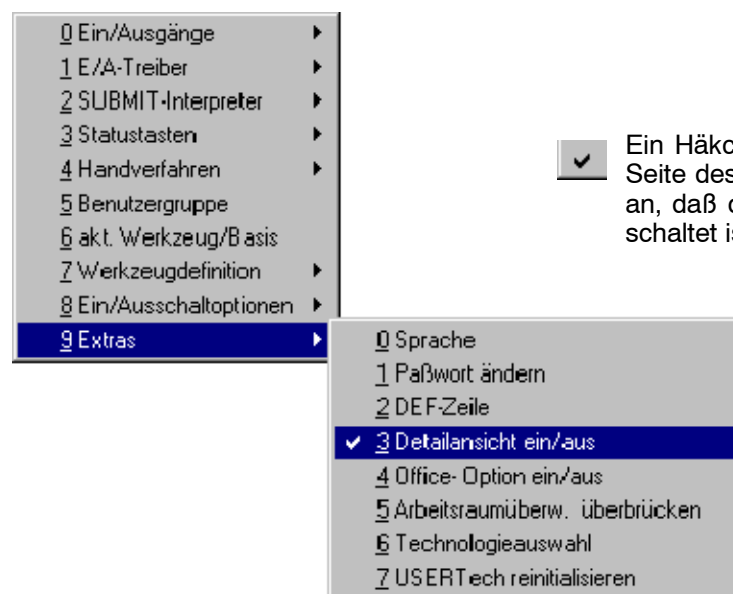 0 Ein/Ausgänge
1 E/A-Treiber
2 SUBMIT-Interpreter
3 Statustasten
4 Handverfahren
5 Benutzergruppe
6 akt. Werkzeug/Basis
7 Werkzeugdefinition
8 Ein/Ausschaltoptionen
9 Extras
Ein Häkc
Seite des
an, daß d
schaltet is
0 Sprache
1 Paßwort ändern
2 DEF-Zeile
3 Detailansicht ein/aus
4 Office- Option ein/aus
5 Arbeitsraumüberw. überbrücken
6 Technologieauswahl
7 USERTech reinitialisieren